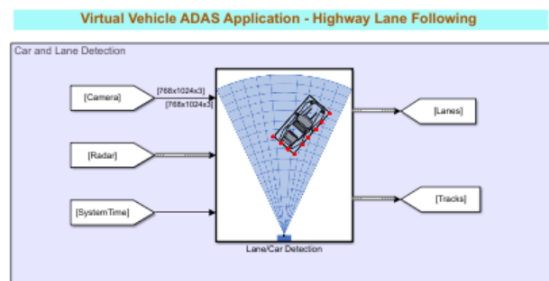 Virtual Vehicle ADAS Application - Highway Lane Following
Car and Lane Detection
[Camera]
[768x1024x3]
[768x1024x3]
[Lanes]
[Radar]
[SystemTime]
[Tracks]
Lane/Car Detection